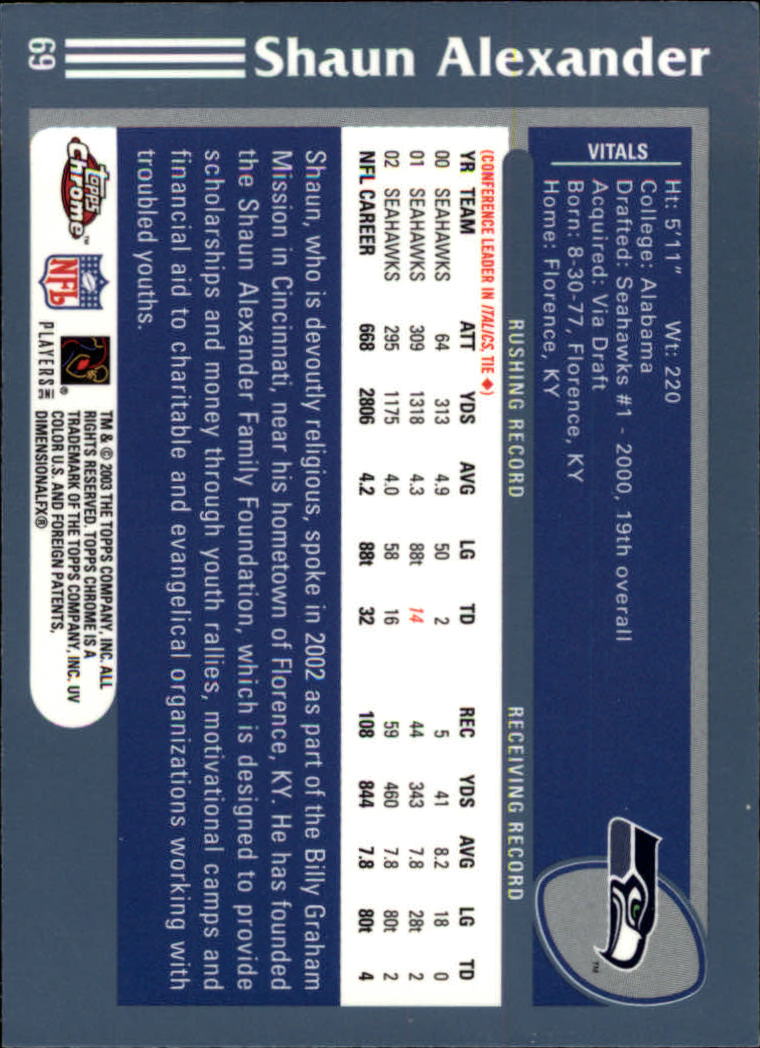 Shaun Alexander
69
VITALS
Ht: 5'11" Wt: 220
College: Alabama
Drafted: Seahawks #1 - 2000, 19th overall
Acquired: Via Draft
Born: 8-30-77, Florence, KY
Home: Florence, KY
RUSHING RECORD RECEIVING RECORD
(CONFERENCE LEADER IN ITALICS, TIE ◆)
YR TEAM ATT YDS AVG LG TD REC YDS AVG LG TD
00 SEAHAWKS 64 313 4.9 50 2 5 41 8.2 18 0
01 SEAHAWKS 309 1318 4.3 88t 14 44 343 7.8 28t 2
02 SEAHAWKS 295 1175 4.0 58 16 59 460 7.8 80t 2
NFL CAREER 668 2806 4.2 88t 32 108 844 7.8 80t 4
Shaun, who is devoutly religious, spoke in 2002 as part of the Billy Graham
Mission in Cincinnati, near his hometown of Florence, KY. He has founded
the Shaun Alexander Family Foundation, which is designed to provide
scholarships and money through youth rallies, motivational camps and
financial aid to charitable and evangelical organizations working with
troubled youths.
Topps Chrome™
NFL
PLAYERS INC ®
TM & © 2003 THE TOPPS COMPANY, INC. ALL
RIGHTS RESERVED. TOPPS CHROME IS A
TRADEMARK OF THE TOPPS COMPANY, INC. UV
COLOR U.S. AND FOREIGN PATENTS,
DIMENSIONALFX®
TM